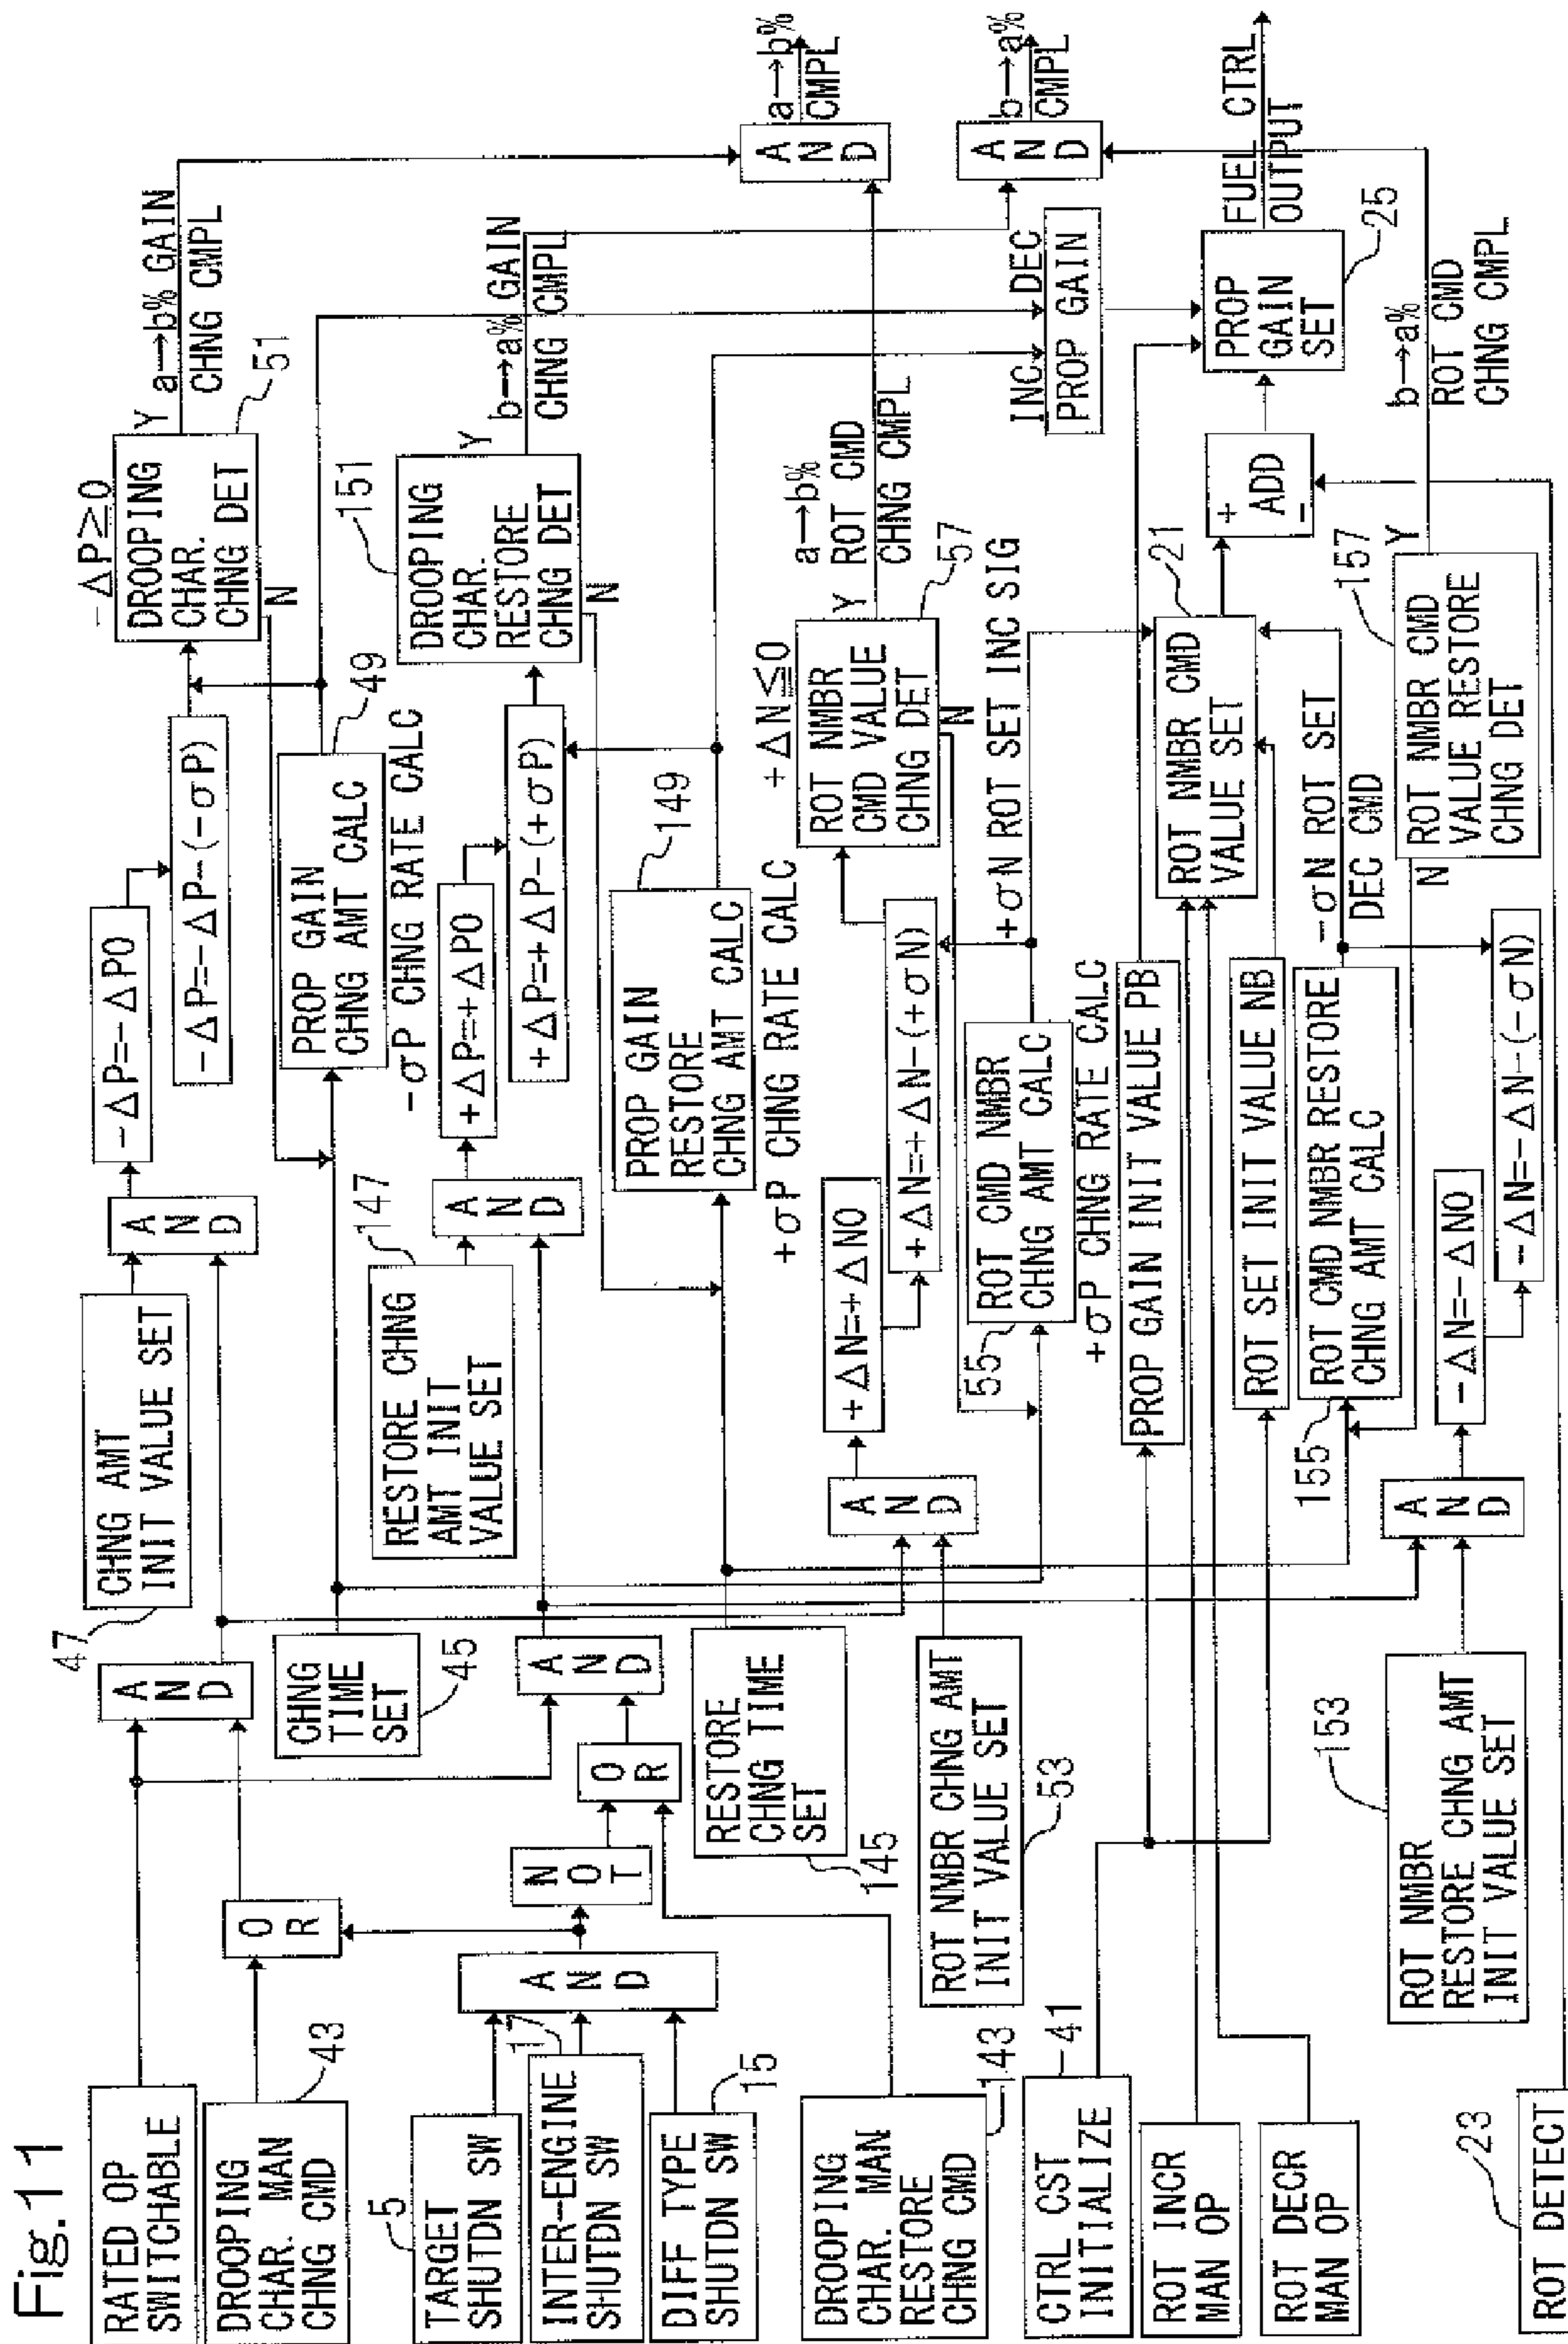 Fig.11
RATED OP
SWITCHABLE
DROOPING
CHAR. MAN
CHNG CMD
43
5
TARGET
SHUTDN SW
17
INTER-ENGINE
SHUTDN SW
15
DIFF TYPE
SHUTDN SW
DROOPING
CHAR. MAN
RESTORE
CHNG CMD
143
41
CTRL CST
INITIALIZE
ROT INCR
MAN OP
ROT DECR
MAN OP
23
ROT DETECT
OR
AND
NOT
OR
AND
AND
47
CHNG AMT
INIT VALUE SET
CHNG
TIME
SET
45
RESTORE
CHNG TIME
SET
145
ROT NMBR CHNG AMT
INIT VALUE SET
53
153
ROT NMBR
RESTORE CHNG AMT
INIT VALUE SET
147
RESTORE CHNG
AMT INIT
VALUE SET
AND
AND
AND
AND
-ΔP=-ΔP0
-ΔP=-ΔP-(-σP)
PROP GAIN
CHNG AMT CALC
49
-σP CHNG RATE CALC
+ΔP=+ΔP0
+ΔP=+ΔP-(+σP)
149
PROP GAIN
RESTORE
CHNG AMT CALC
+σP CHNG RATE CALC
+ΔN=+ΔN0
+ΔN=+ΔN-(+σN)
55
ROT CMD NMBR
CHNG AMT CALC
+σP CHNG RATE CALC
PROP GAIN INIT VALUE PB
ROT SET INIT VALUE NB
155
ROT CMD NMBR RESTORE
CHNG AMT CALC
-ΔN=-ΔN0
-ΔN=-ΔN-(-σN)
-ΔP≧0
DROOPING
CHAR.
CHNG DET
51
Y
N
a→b% GAIN
CHNG CMPL
151
DROOPING
CHAR.
RESTORE
CHNG DET
Y
N
b→a% GAIN
CHNG CMPL
+ΔN≦0
ROT NMBR
CMD VALUE
CHNG DET
57
Y
N
a→b%
ROT CMD
CHNG CMPL
+σN ROT SET INC SIG
21
ROT NMBR CMD
VALUE SET
-σN ROT SET
DEC CMD
157
ROT NMBR CMD
VALUE RESTORE
CHNG DET
Y
N
b→a%
ROT CMD
CHNG CMPL
+
ADD
-
INC DEC
PROP GAIN
PROP
GAIN
SET
25
FUEL CTRL
OUTPUT
AND
a→b%
CMPL
AND
b→a%
CMPL